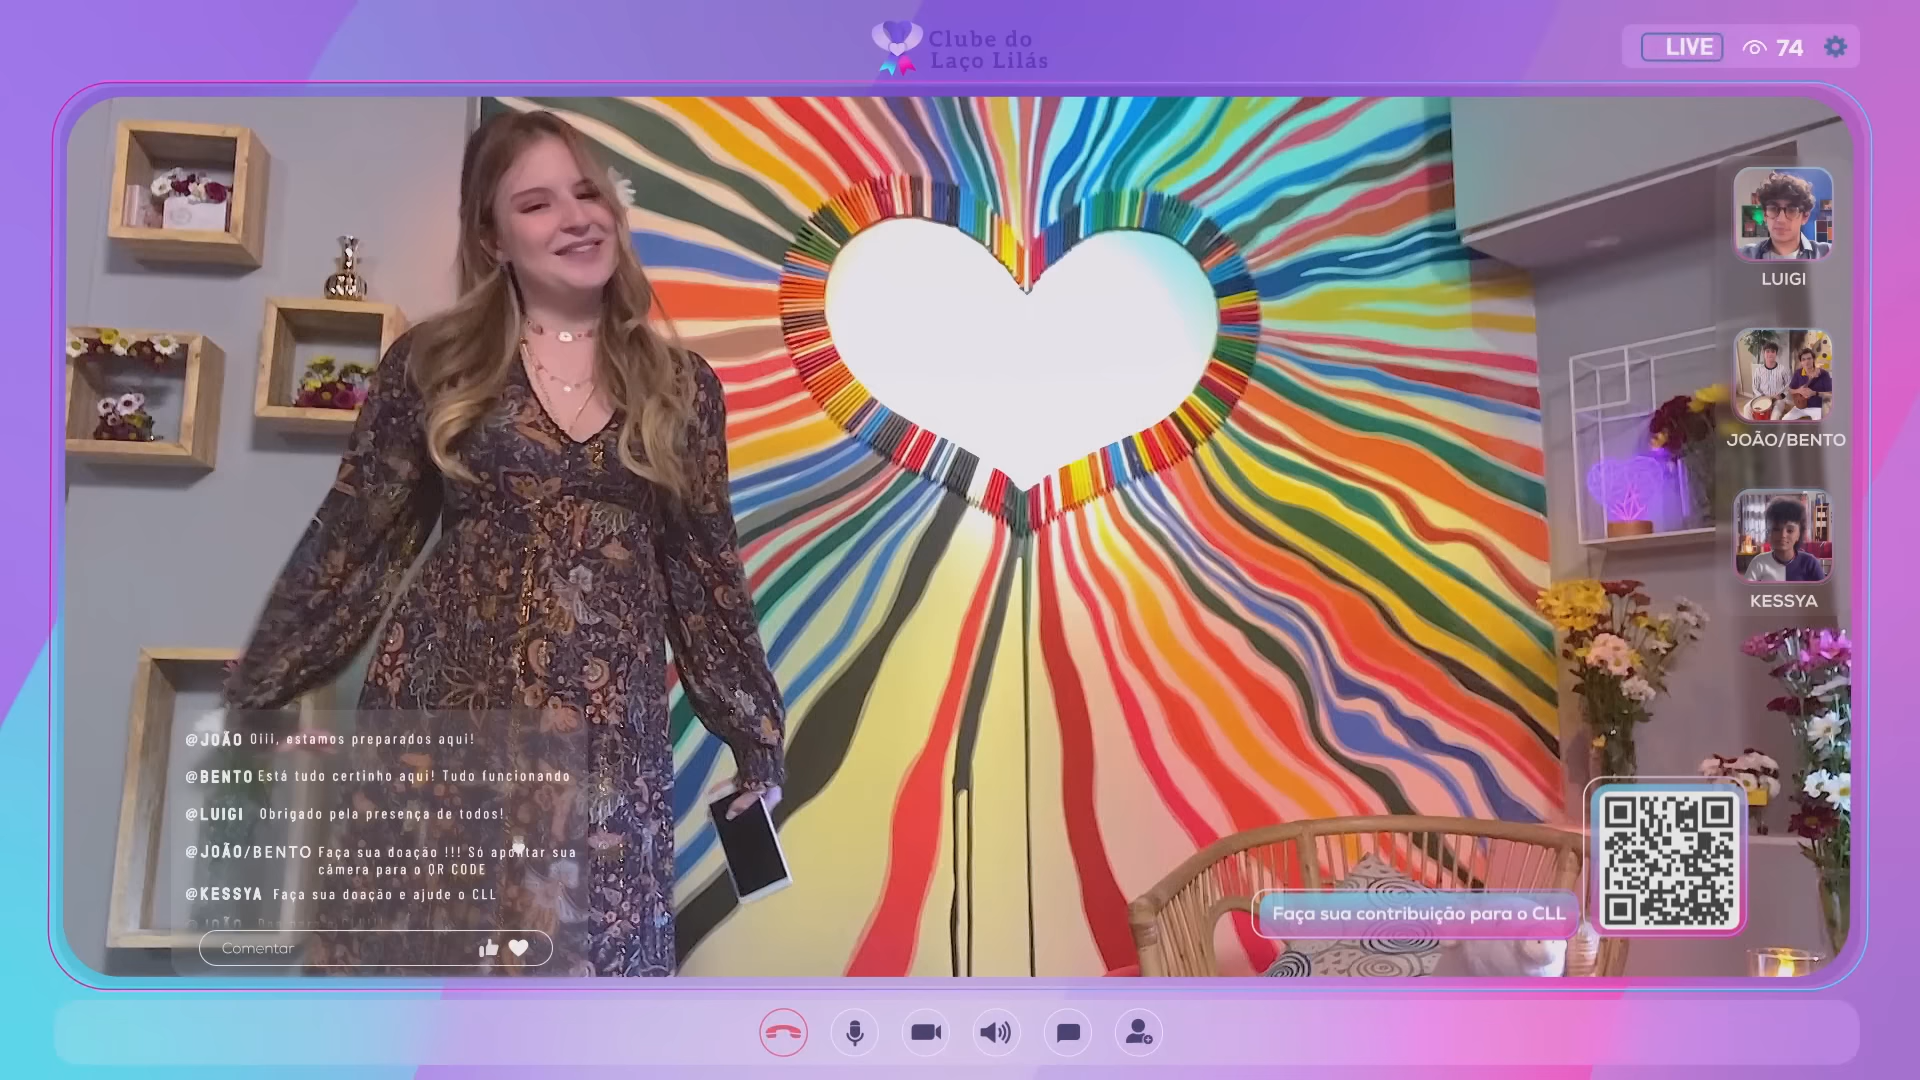 Clube do
Laço Lilás
LIVE 74
LUIGI
JOÃO/BENTO
KESSYA
@JOÃO Oiii, estamos preparados aqui!
@BENTO Está tudo certinho aqui! Tudo funcionando
@LUIGI Obrigado pela presença de todos!
@JOÃO/BENTO Faça sua doação !!! Só apontar sua
câmera para o QR CODE
@KESSYA Faça sua doação e ajude o CLL
@JOÃO
Comentar
Faça sua contribuição para o CLL